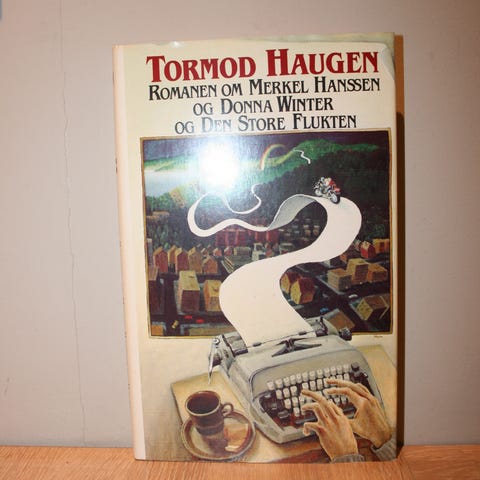 TORMOD HAUGEN
ROMANEN OM MERKEL HANSSEN
OG DONNA WINTER
OG DEN STORE FLUKTEN